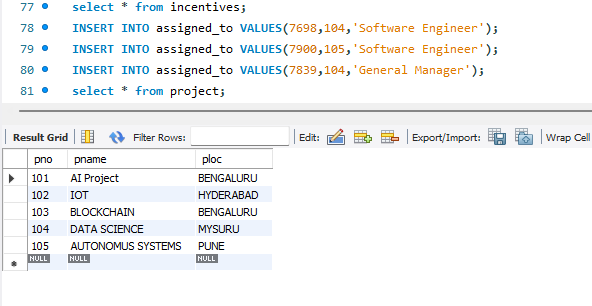 77 select * from incentives;
78 INSERT INTO assigned_to VALUES(7698,104,'Software Engineer');
79 INSERT INTO assigned_to VALUES(7900,105,'Software Engineer');
80 INSERT INTO assigned_to VALUES(7839,104,'General Manager');
81 select * from project;
Result Grid Filter Rows: Edit: Export/Import: Wrap Cell
pno pname ploc
101 AI Project BENGALURU
102 IOT HYDERABAD
103 BLOCKCHAIN BENGALURU
104 DATA SCIENCE MYSURU
105 AUTONOMUS SYSTEMS PUNE
NULL NULL NULL